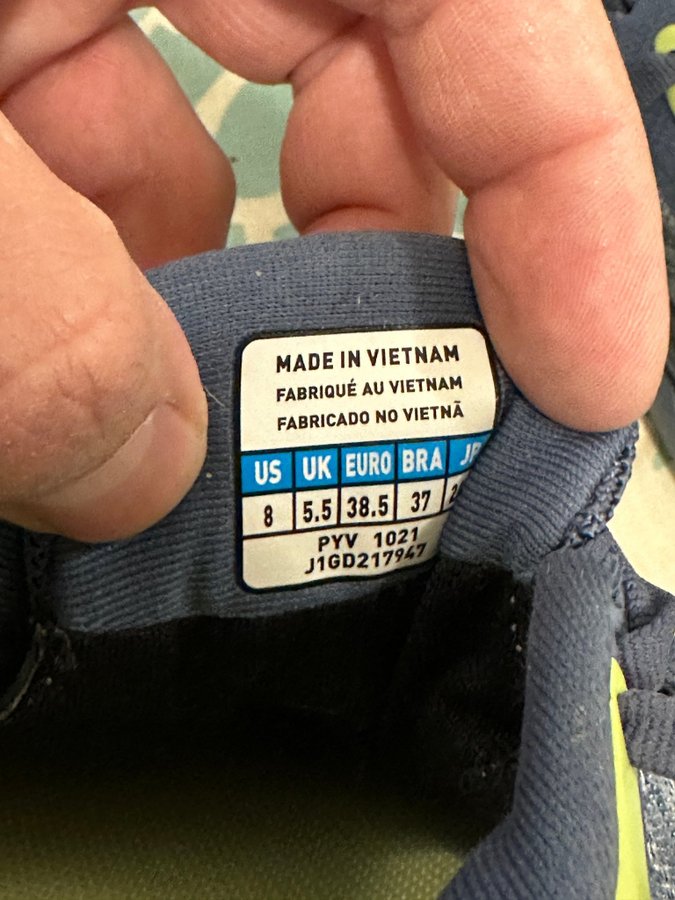 MADE IN VIETNAM
FABRIQUÉ AU VIETNAM
FABRICADO NO VIETNÃ
US UK EURO BRA
8 5.5 38.5 37
PYV 1021
J1GD217947